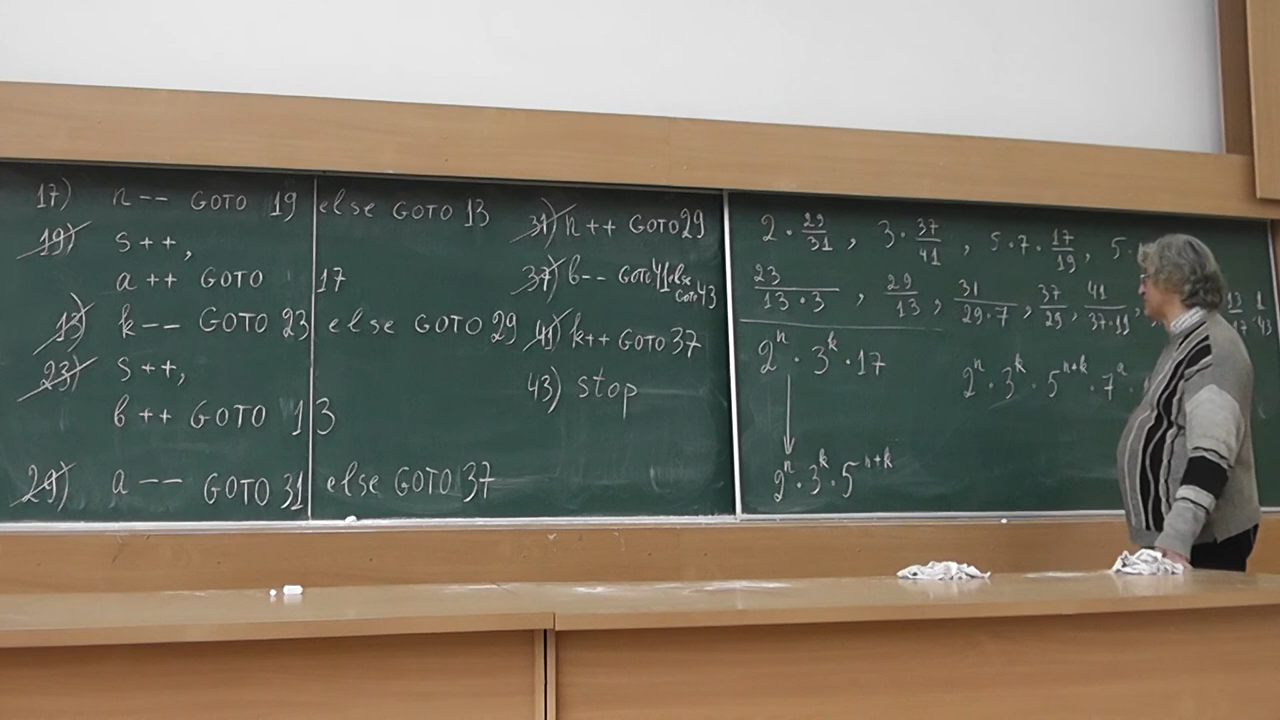 17) n-- GOTO 19 else GOTO 13
19) s++,
a++ GOTO 17
13) k-- GOTO 23 else GOTO 29
23) s++,
b++ GOTO 13
29) a-- GOTO 31 else GOTO 37
31) n++ GOTO 29
37) b-- GOTO 41 else
GOTO 43
41) k++ GOTO 37
43) stop
2 · 29/31, 3 · 37/41, 5 · 7 · 17/19, 5 ·
23/(13 · 3), 29/13, 31/(29 · 7), 37/29, 41/(37 · 11), 1/43
2^n · 3^k · 17
2^n · 3^k · 5^{n+k} · 7^a
2^n · 3^k · 5^{n+k}